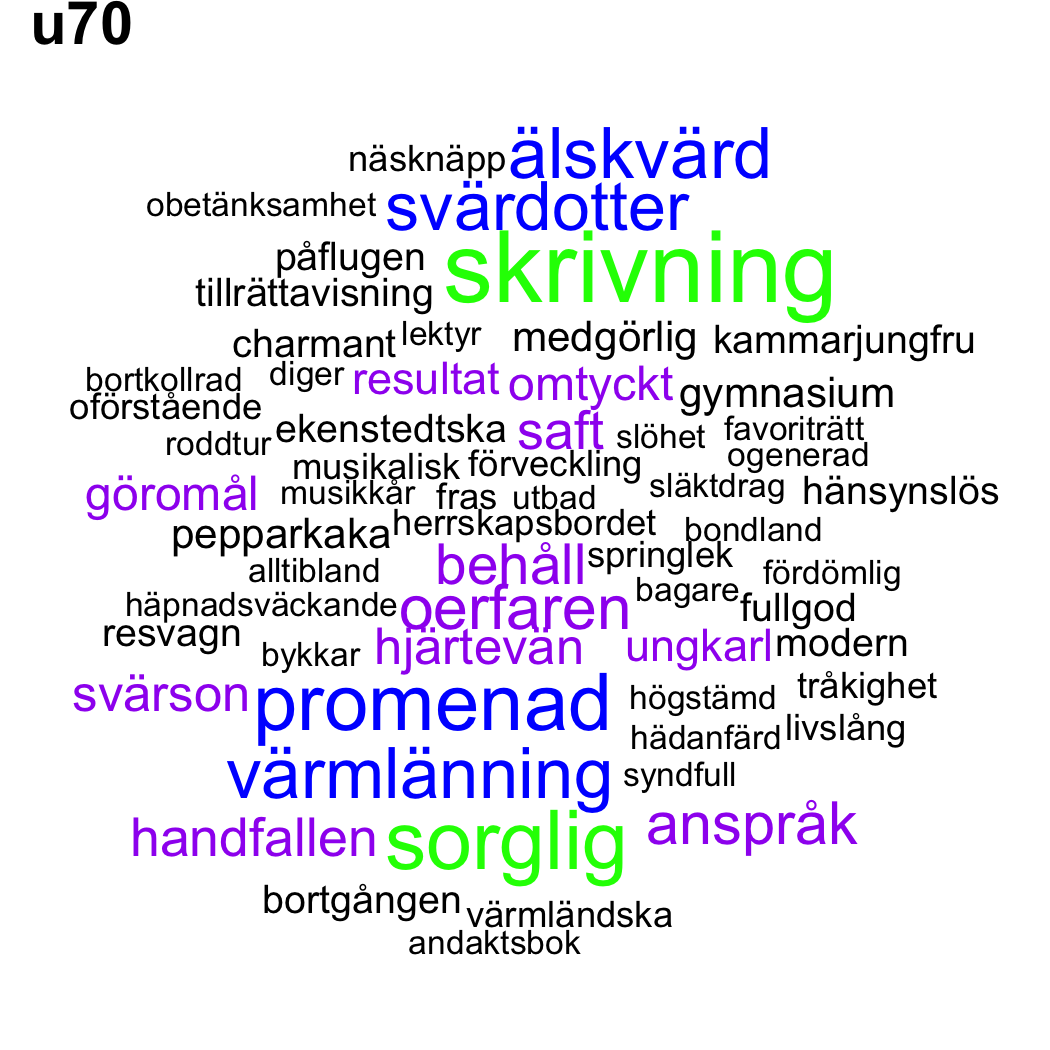 u70
näsknäpp älskvärd
obetänksamhet svärdotter
påflugen skrivning
tillrättavisning
charmant lektyr medgörlig kammarjungfru
bortkollrad diger resultat omtyckt gymnasium
oförstående ekenstedtska saft slöhet favoriträtt
roddtur musikalisk förveckling ogenerad
göromål musikkår fras utbad släktdrag hänsynslös
pepparkaka herrskapsbordet bondland
alltibland behåll springlek fördömlig
häpnadsväckande oerfaren bagare fullgod
resvagn bykkar hjärtevän ungkarl modern
svärson promenad högstämd tråkighet
hädanfärd livslång
värmlänning syndfull
handfallen sorglig anspråk
bortgången värmländska
andaktsbok